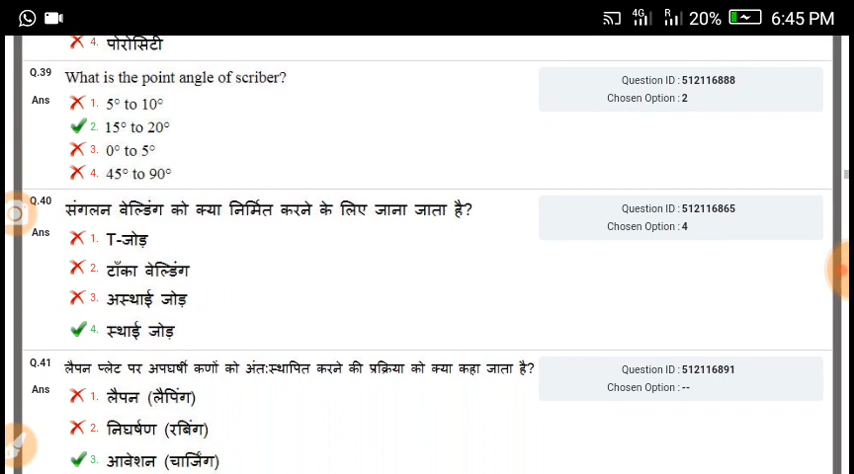 4G R 20% 6:45 PM
4. पोरोसिटी
Q.39 What is the point angle of scriber?
Question ID : 512116888
Chosen Option : 2
Ans 1. 5° to 10°
2. 15° to 20°
3. 0° to 5°
4. 45° to 90°
Q.40 संगलन वेल्डिंग को क्या निर्मित करने के लिए जाना जाता है?
Question ID : 512116865
Chosen Option : 4
Ans 1. T-जोड़
2. टाँका वेल्डिंग
3. अस्थाई जोड़
4. स्थाई जोड़
Q.41 लैपन प्लेट पर अपघर्षी कणों को अंत:स्थापित करने की प्रक्रिया को क्या कहा जाता है?
Question ID : 512116891
Chosen Option : --
Ans 1. लैपन (लैपिंग)
2. निघर्षण (रबिंग)
3. आवेशन (चार्जिंग)